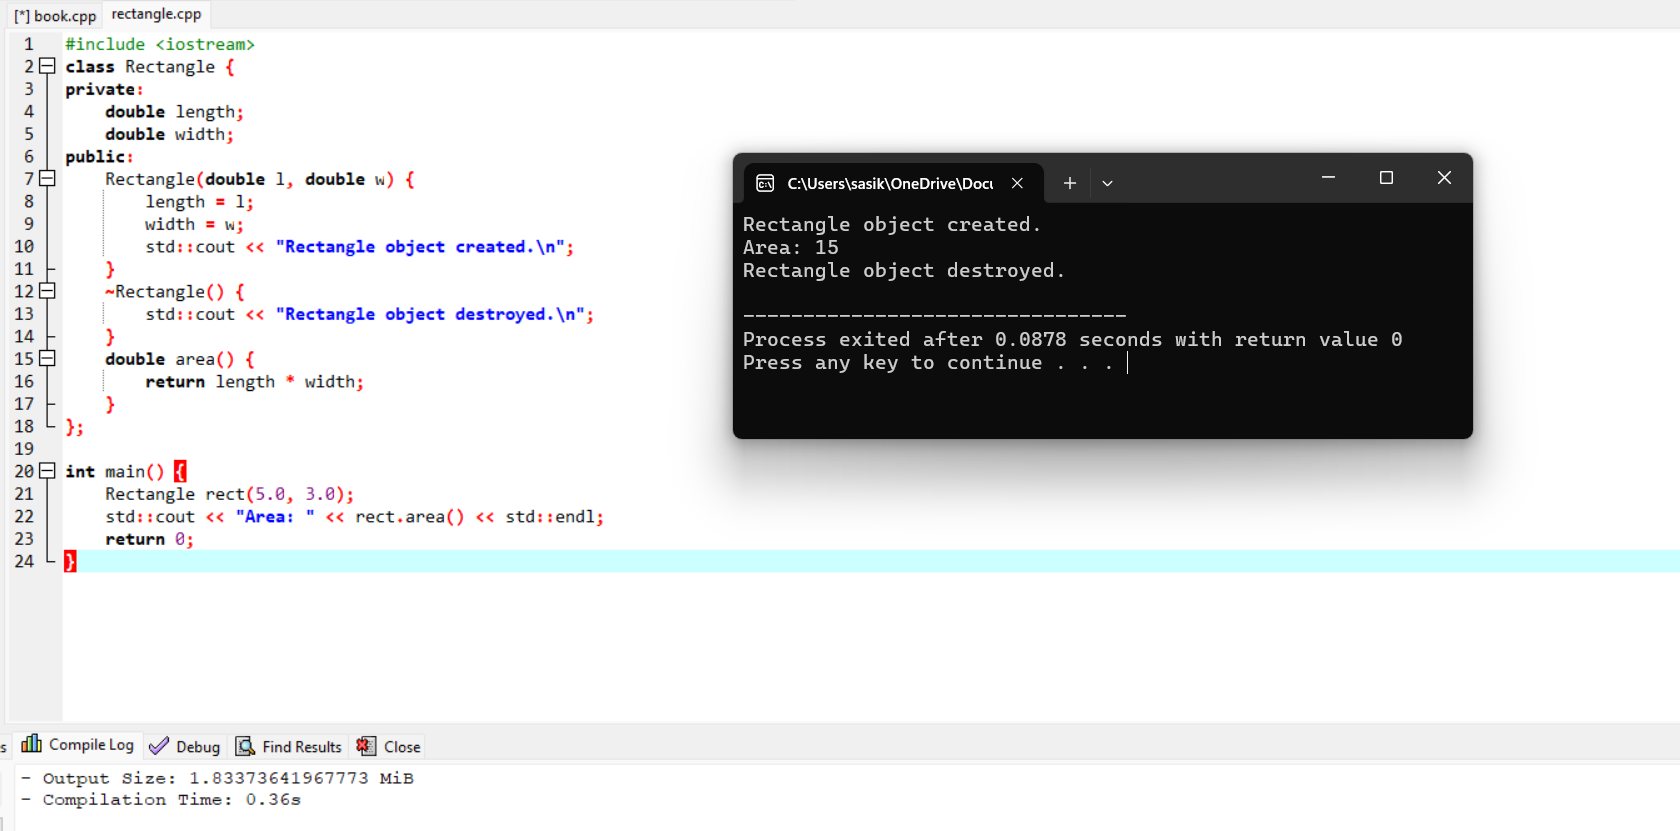 [*] book.cpp rectangle.cpp
1 #include <iostream>
2 class Rectangle {
3 private:
4 double length;
5 double width;
6 public:
7 Rectangle(double l, double w) {
8 length = l;
9 width = w;
10 std::cout << "Rectangle object created.\n";
11 }
12 ~Rectangle() {
13 std::cout << "Rectangle object destroyed.\n";
14 }
15 double area() {
16 return length * width;
17 }
18 };
19
20 int main() {
21 Rectangle rect(5.0, 3.0);
22 std::cout << "Area: " << rect.area() << std::endl;
23 return 0;
24 }
C:\Users\sasik\OneDrive\Docu
Rectangle object created.
Area: 15
Rectangle object destroyed.
--------------------------------
Process exited after 0.0878 seconds with return value 0
Press any key to continue . . .
s Compile Log Debug Find Results Close
- Output Size: 1.83373641967773 MiB
- Compilation Time: 0.36s